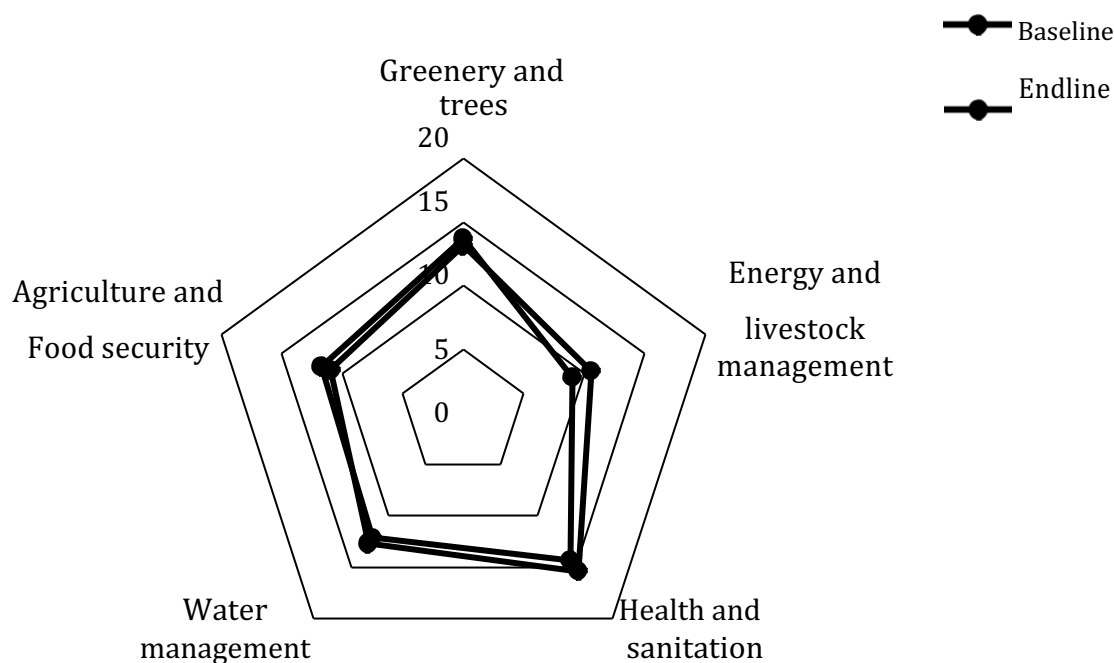 Baseline
Endline
Greenery and
trees
20
15
10
5
0
Energy and
livestock
management
Health and
sanitation
Water
management
Agriculture and
Food security